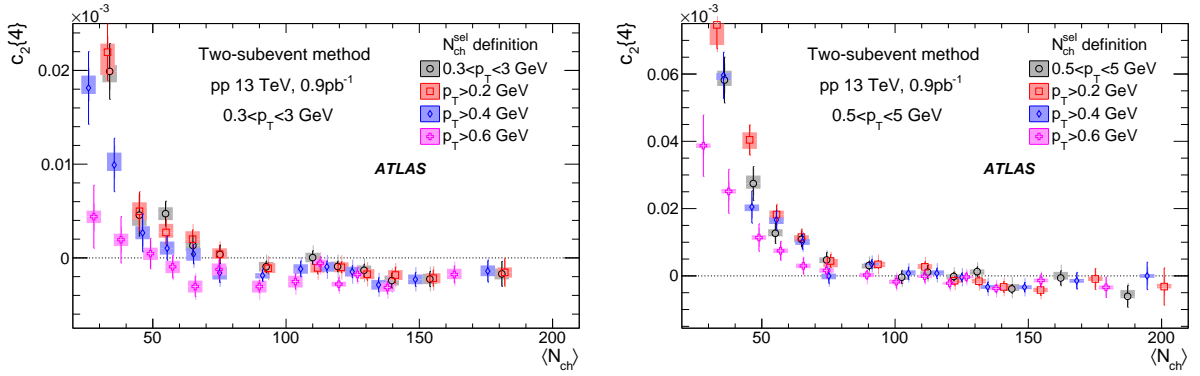 ×10⁻³
c₂{4}
Two-subevent method
pp 13 TeV, 0.9pb⁻¹
0.3<p_T<3 GeV
N_ch^sel definition
0.3<p_T<3 GeV
p_T>0.2 GeV
p_T>0.4 GeV
p_T>0.6 GeV
ATLAS
0.02
0.01
0
50 100 150 200
⟨N_ch⟩
×10⁻³
c₂{4}
Two-subevent method
pp 13 TeV, 0.9pb⁻¹
0.5<p_T<5 GeV
N_ch^sel definition
0.5<p_T<5 GeV
p_T>0.2 GeV
p_T>0.4 GeV
p_T>0.6 GeV
ATLAS
0.06
0.04
0.02
0
50 100 150 200
⟨N_ch⟩